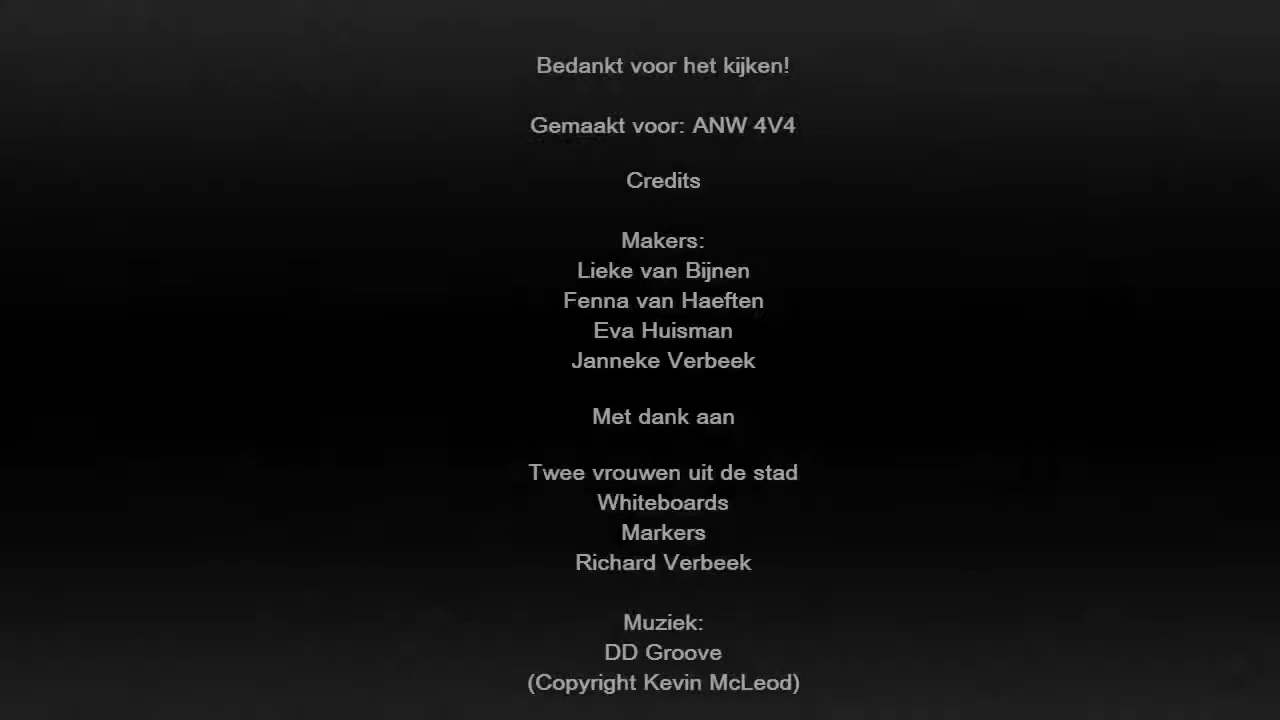 Bedankt voor het kijken!
Gemaakt voor: ANW 4V4
Credits
Makers:
Lieke van Bijnen
Fenna van Haeften
Eva Huisman
Janneke Verbeek
Met dank aan
Twee vrouwen uit de stad
Whiteboards
Markers
Richard Verbeek
Muziek:
DD Groove
(Copyright Kevin McLeod)